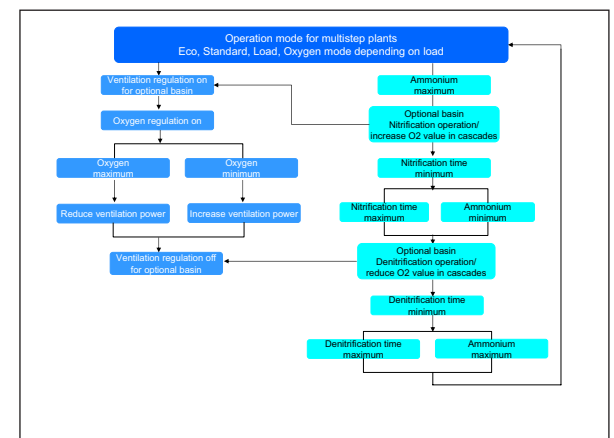 Operation mode for multistep plants
Eco, Standard, Load, Oxygen mode depending on load
Ventilation regulation on
for optional basin
Ammonium
maximum
Oxygen regulation on
Optional basin
Nitrification operation/
increase O2 value in cascades
Oxygen
maximum
Oxygen
minimum
Nitrification time
minimum
Reduce ventilation power
Increase ventilation power
Nitrification time
maximum
Ammonium
minimum
Ventilation regulation off
for optional basin
Optional basin
Denitrification operation/
reduce O2 value in cascades
Denitrification time
minimum
Denitrification time
maximum
Ammonium
maximum